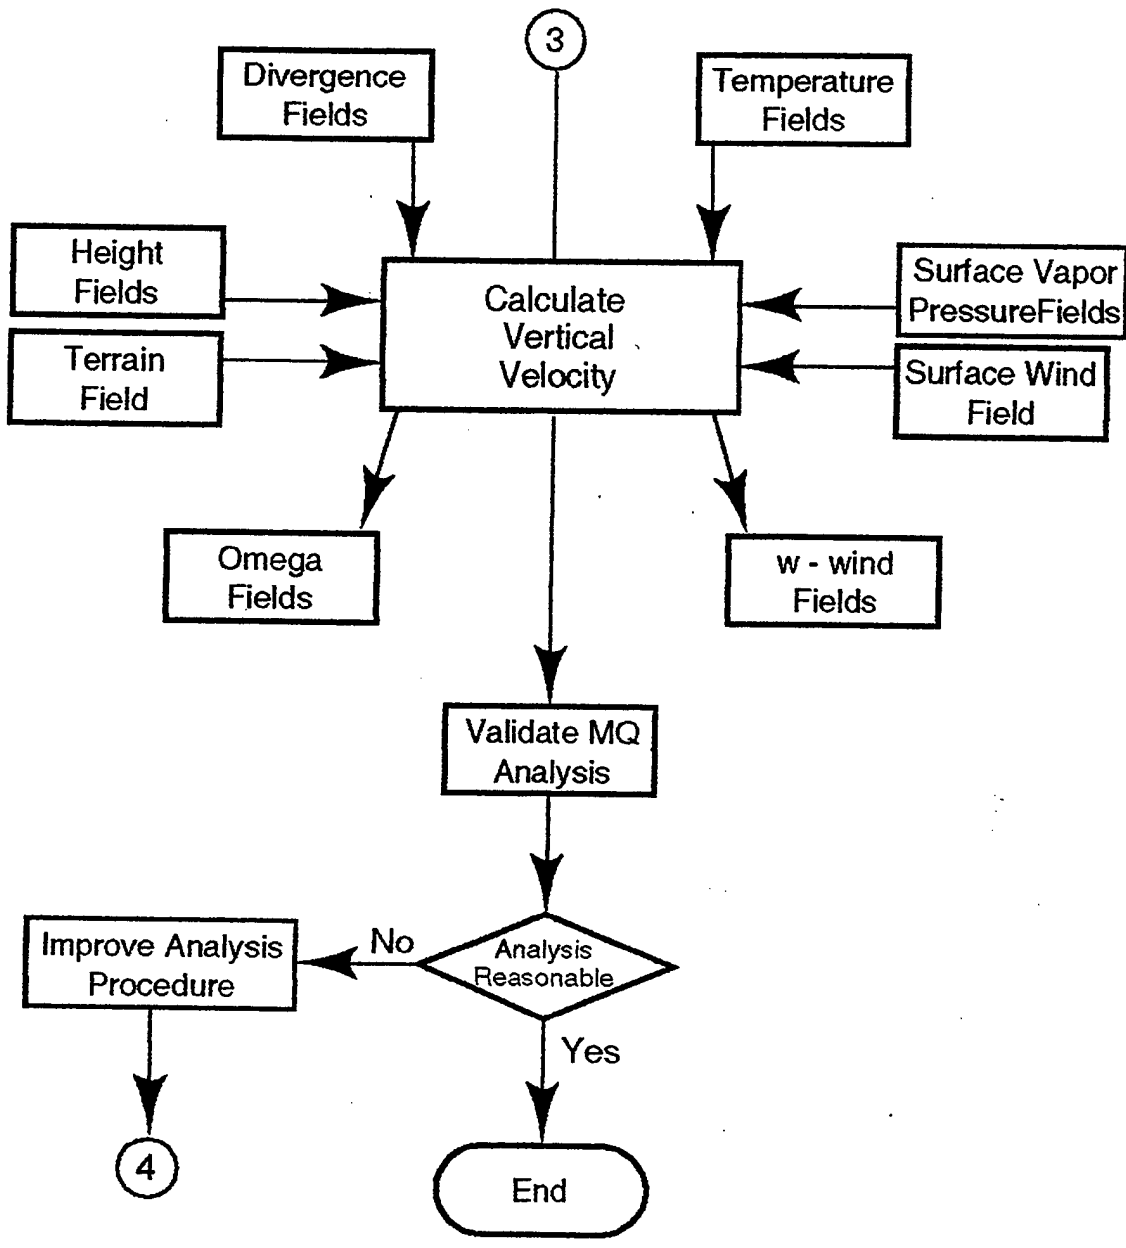 3
Divergence
Fields
Temperature
Fields
Height
Fields
Terrain
Field
Calculate
Vertical
Velocity
Surface Vapor
PressureFields
Surface Wind
Field
Omega
Fields
w - wind
Fields
Validate MQ
Analysis
Improve Analysis
Procedure
No
Analysis
Reasonable
Yes
4
End